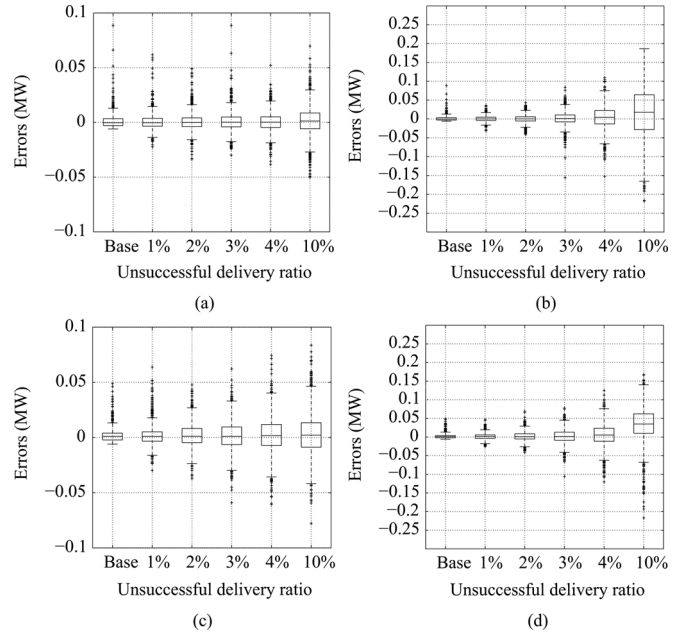 0.1
0.05
0
−0.05
−0.1
Errors (MW)
Base 1% 2% 3% 4% 10%
Unsuccessful delivery ratio
(a)
0.25
0.2
0.15
0.1
0.05
0
−0.05
−0.1
−0.15
−0.2
−0.25
Errors (MW)
Base 1% 2% 3% 4% 10%
Unsuccessful delivery ratio
(b)
0.1
0.05
0
−0.05
−0.1
Errors (MW)
Base 1% 2% 3% 4% 10%
Unsuccessful delivery ratio
(c)
0.25
0.2
0.15
0.1
0.05
0
−0.05
−0.1
−0.15
−0.2
−0.25
Errors (MW)
Base 1% 2% 3% 4% 10%
Unsuccessful delivery ratio
(d)